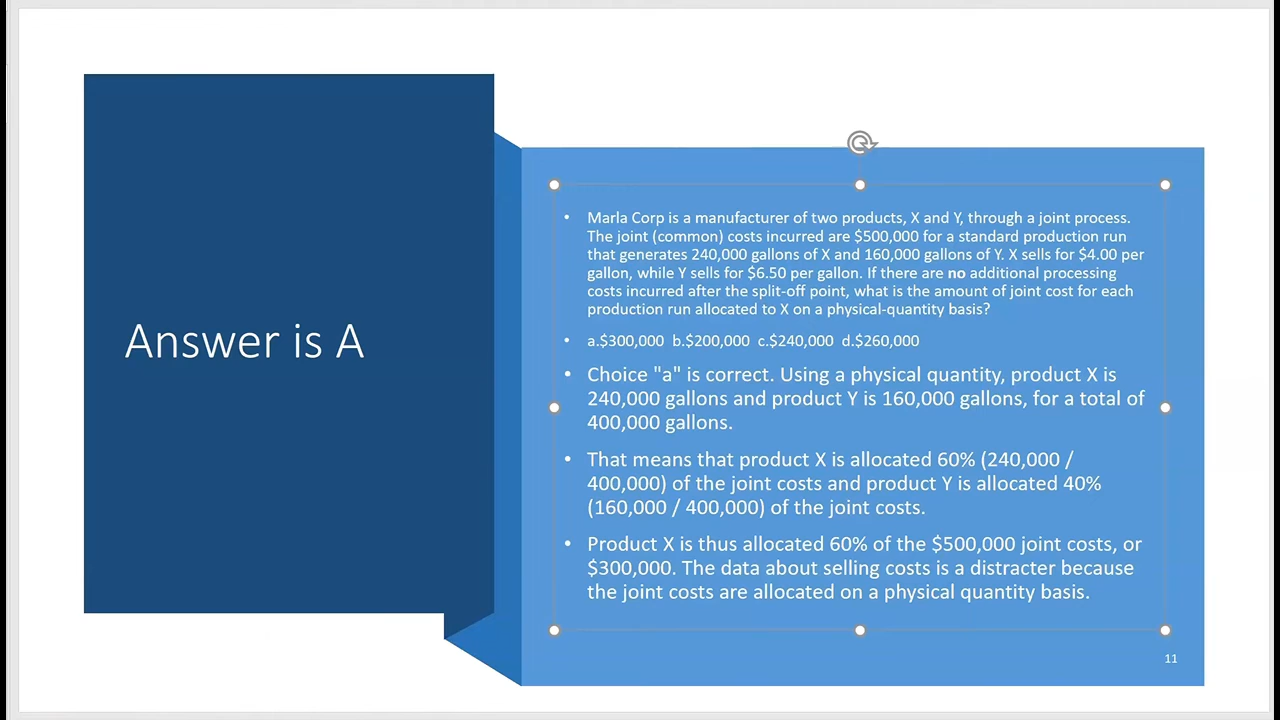 Answer is A
• Marla Corp is a manufacturer of two products, X and Y, through a joint process.
The joint (common) costs incurred are $500,000 for a standard production run
that generates 240,000 gallons of X and 160,000 gallons of Y. X sells for $4.00 per
gallon, while Y sells for $6.50 per gallon. If there are no additional processing
costs incurred after the split-off point, what is the amount of joint cost for each
production run allocated to X on a physical-quantity basis?
• a.$300,000 b.$200,000 c.$240,000 d.$260,000
• Choice "a" is correct. Using a physical quantity, product X is
240,000 gallons and product Y is 160,000 gallons, for a total of
400,000 gallons.
• That means that product X is allocated 60% (240,000 /
400,000) of the joint costs and product Y is allocated 40%
(160,000 / 400,000) of the joint costs.
• Product X is thus allocated 60% of the $500,000 joint costs, or
$300,000. The data about selling costs is a distracter because
the joint costs are allocated on a physical quantity basis.
11